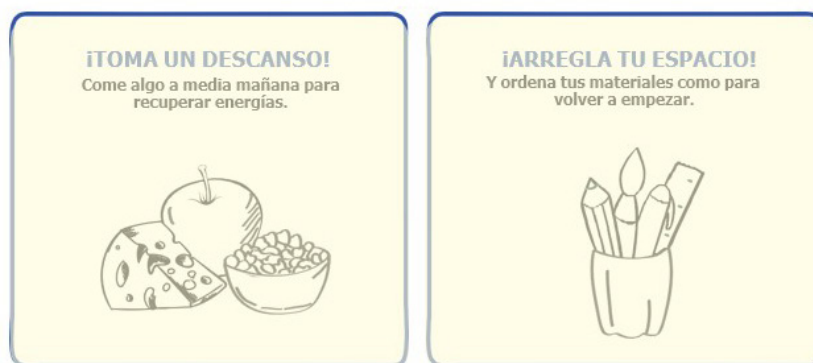 ¡TOMA UN DESCANSO!
Come algo a media mañana para
recuperar energías.
¡ARREGLA TU ESPACIO!
Y ordena tus materiales como para
volver a empezar.